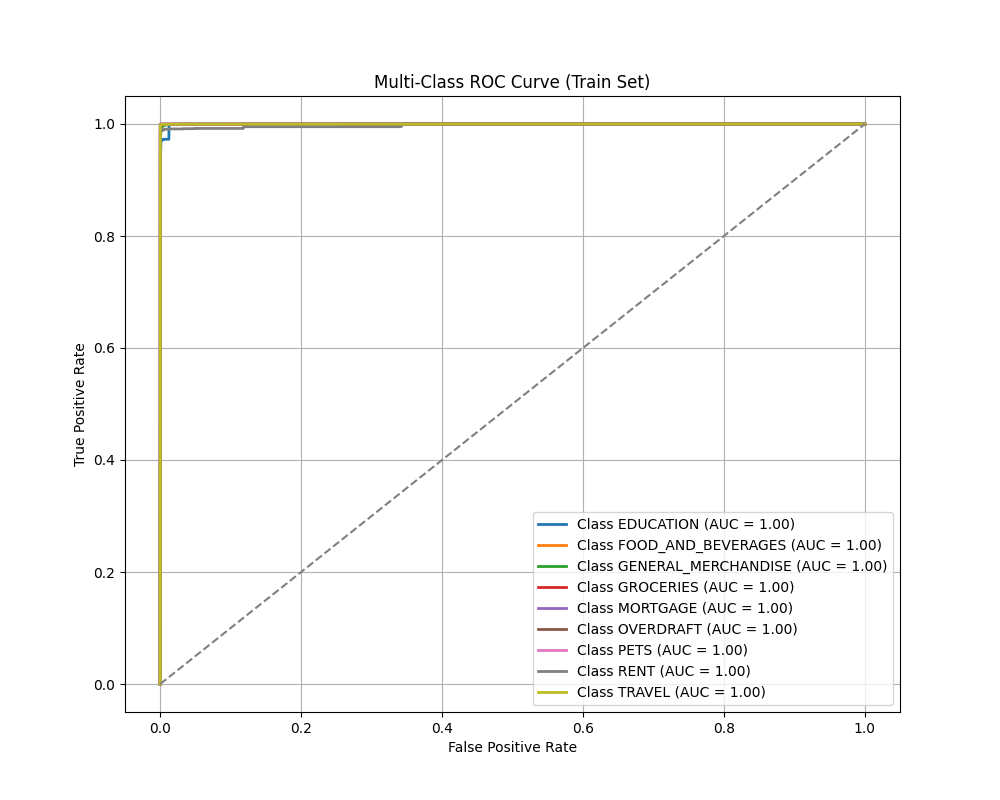 Multi-Class ROC Curve (Train Set)
True Positive Rate
1.0
0.8
0.6
0.4
0.2
0.0
Class EDUCATION (AUC = 1.00)
Class FOOD_AND_BEVERAGES (AUC = 1.00)
Class GENERAL_MERCHANDISE (AUC = 1.00)
Class GROCERIES (AUC = 1.00)
Class MORTGAGE (AUC = 1.00)
Class OVERDRAFT (AUC = 1.00)
Class PETS (AUC = 1.00)
Class RENT (AUC = 1.00)
Class TRAVEL (AUC = 1.00)
0.0 0.2 0.4 0.6 0.8 1.0
False Positive Rate